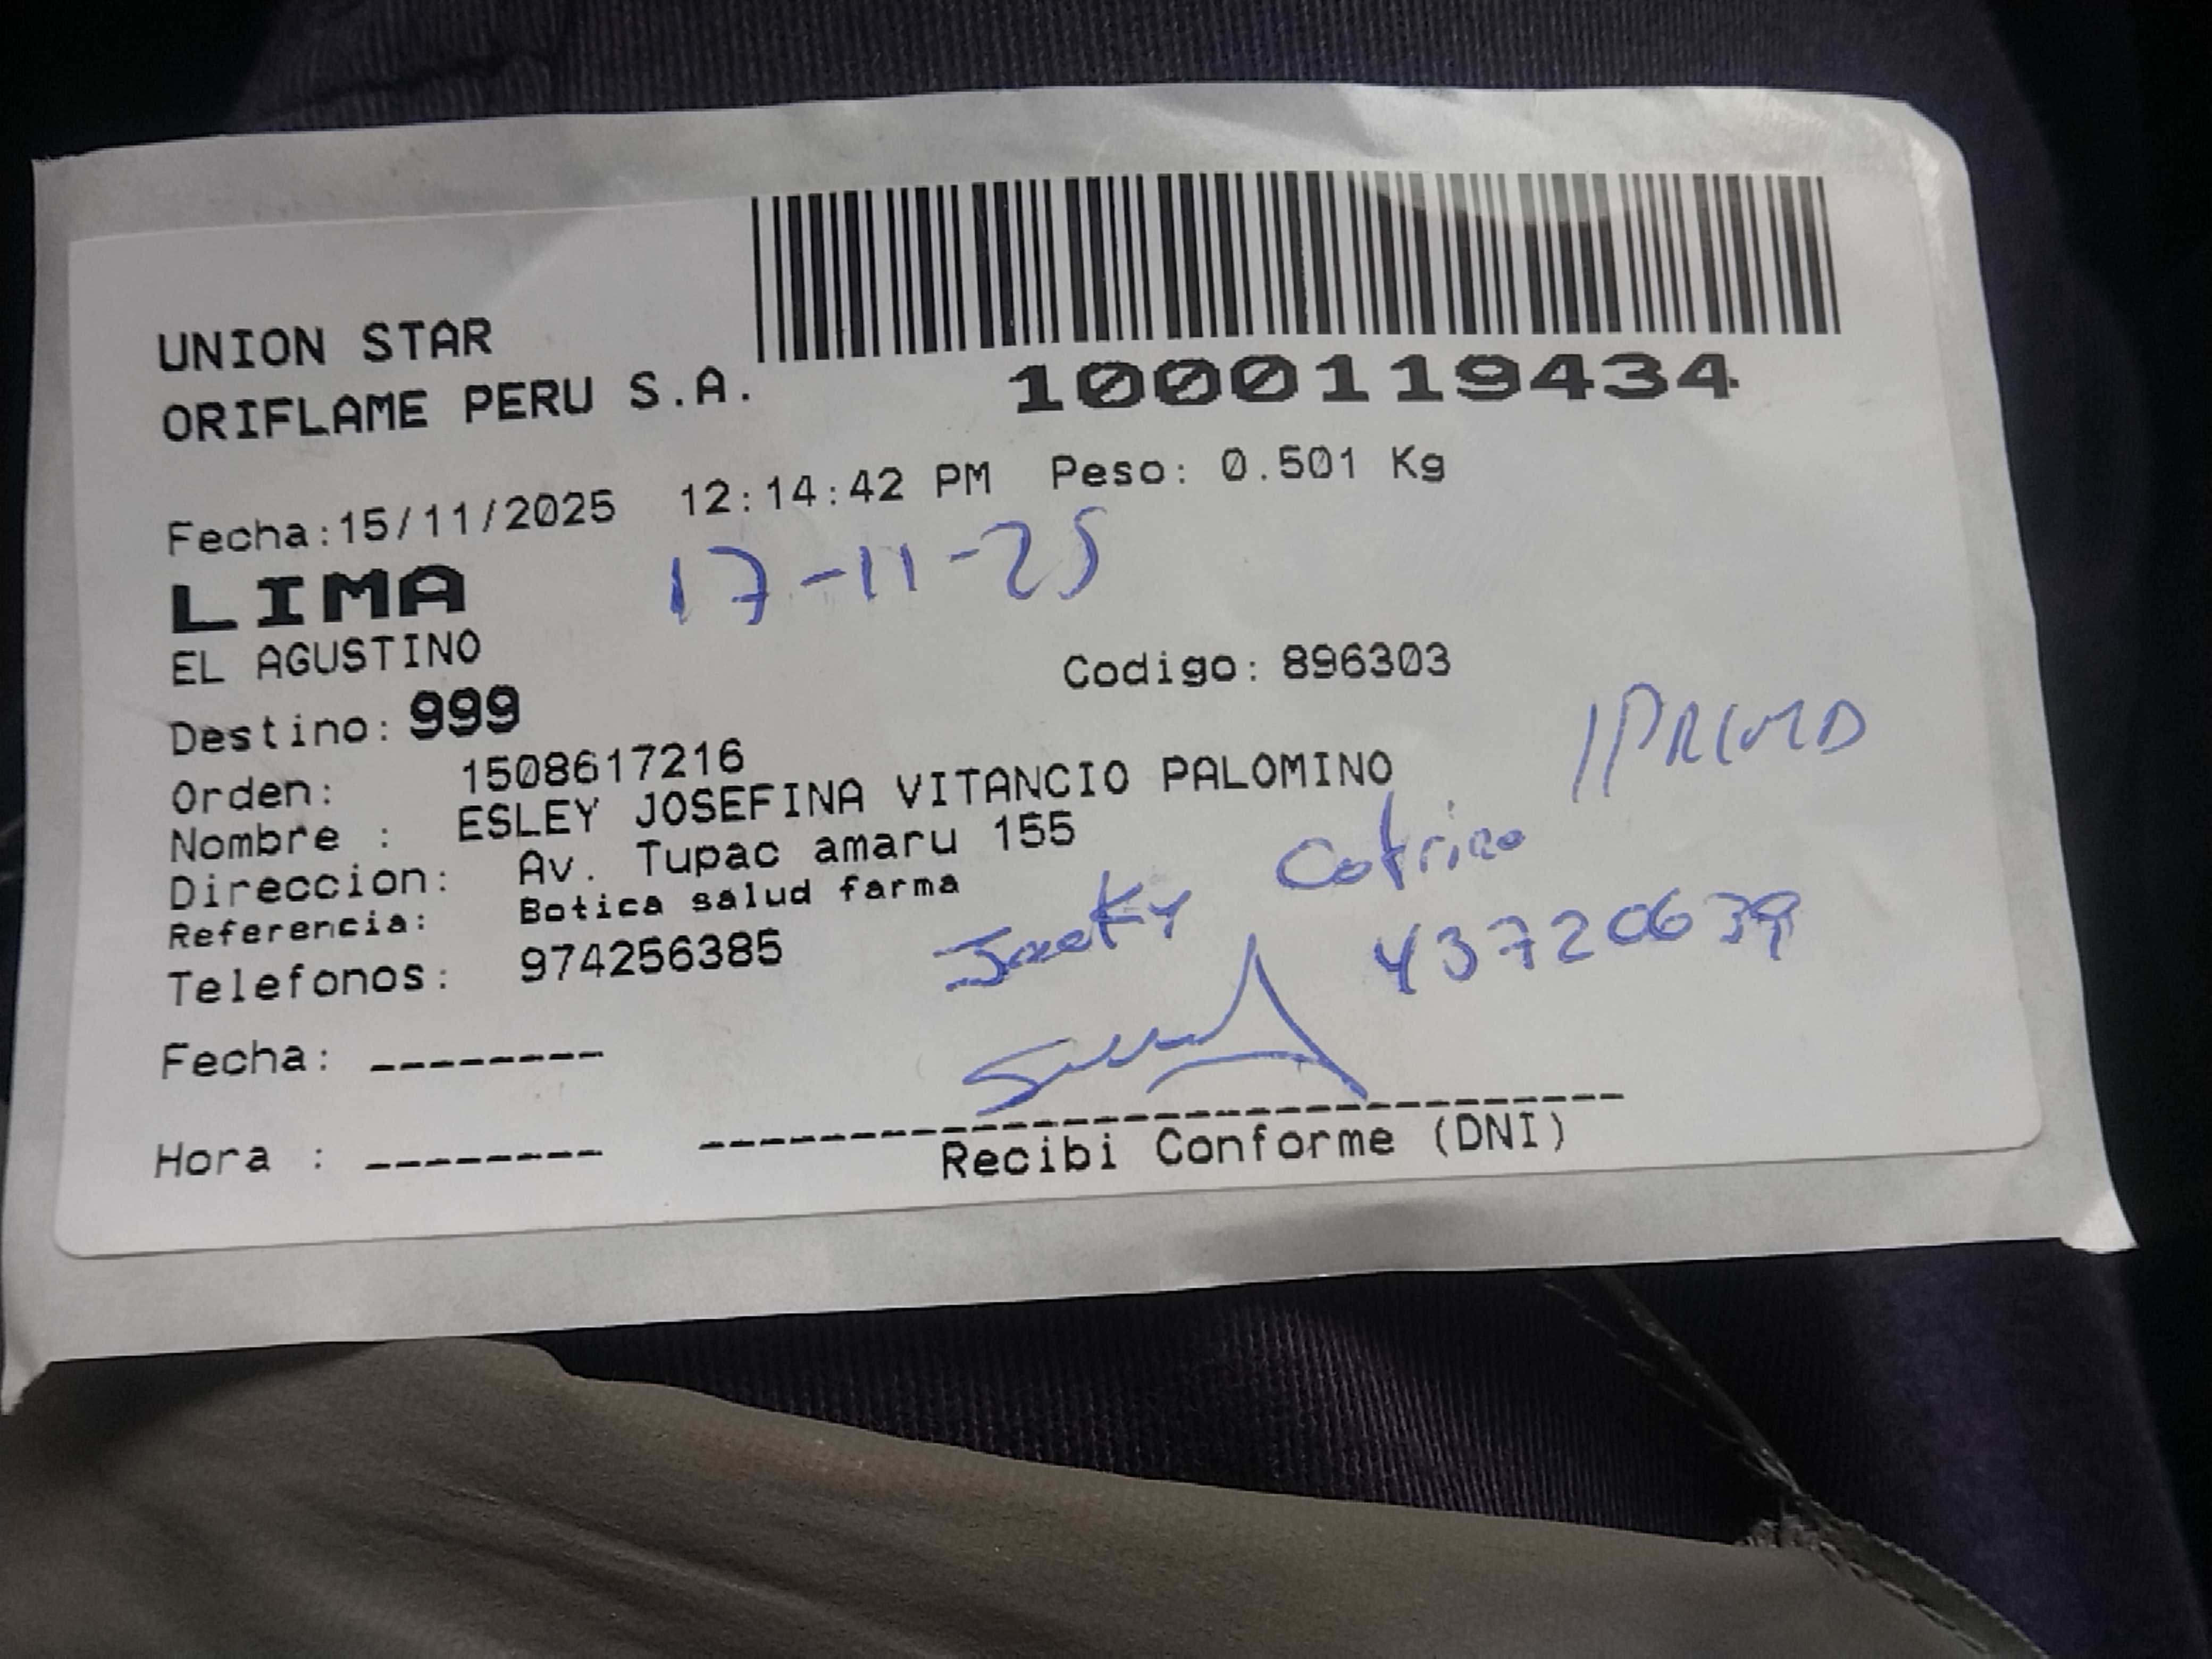 UNION STAR
ORIFLAME PERU S.A.
1000119434
Fecha:15/11/2025 12:14:42 PM Peso: 0.501 Kg
17-11-25
LIMA
EL AGUSTINO
Codigo: 896303
Destino: 999
Orden: 1508617216
Nombre : ESLEY JOSEFINA VITANCIO PALOMINO
Direccion: Av. Tupac amaru 155
Referencia: Botica salud farma
Telefonos: 974256385
Jacky
43720639
Fecha: --------
Hora : --------
Recibi Conforme (DNI)